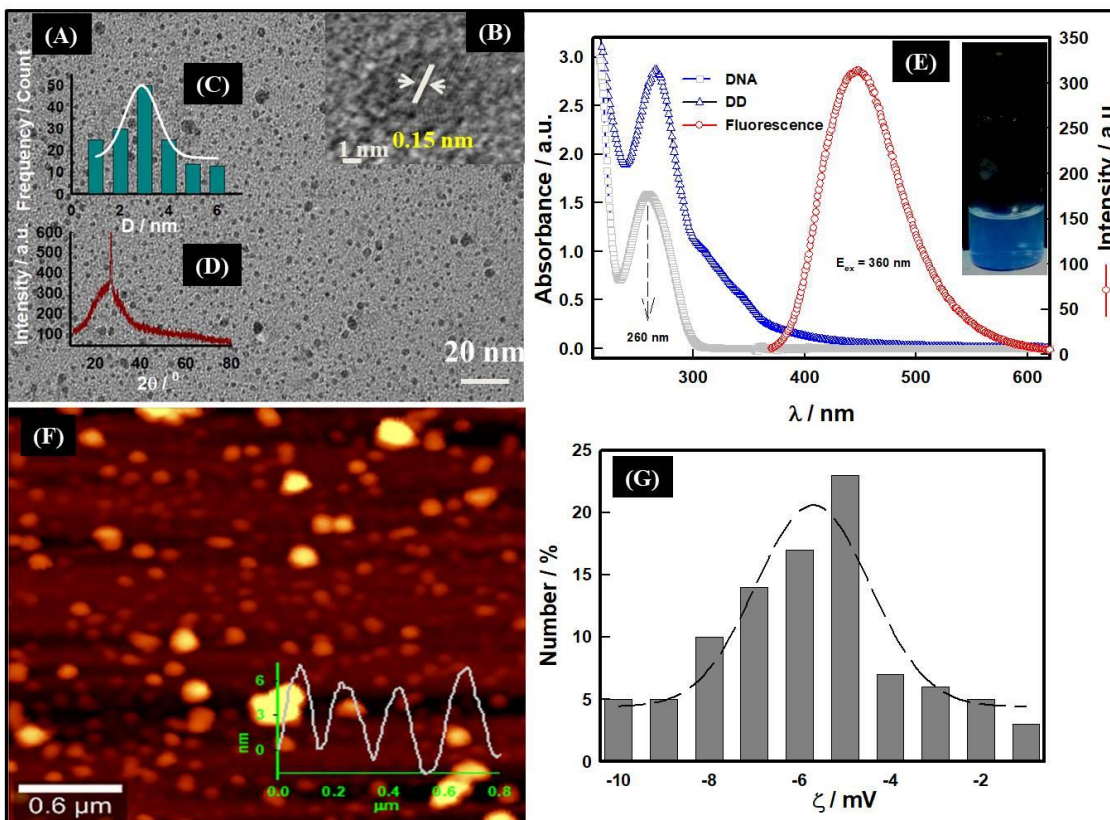 (A)
(B)
(C)
50
40
30
20
10
0
Frequency / Count
0 2 4 6
D / nm
1 nm
0.15 nm
(D)
600
500
400
300
200
100
Intensity / a.u.
20 40 60 80
2θ / °
20 nm
(E)
3.0
2.5
2.0
1.5
1.0
0.5
0.0
Absorbance / a.u.
DNA
DD
Fluorescence
260 nm
E_ex = 360 nm
300 400 500 600
λ / nm
350
300
250
200
150
100
50
0
Intensity / a.u.
(F)
6
3
0
nm
0.0 0.2 0.4 0.6 0.8
μm
0.6 μm
(G)
25
20
15
10
5
0
Number / %
-10 -8 -6 -4 -2
ζ / mV